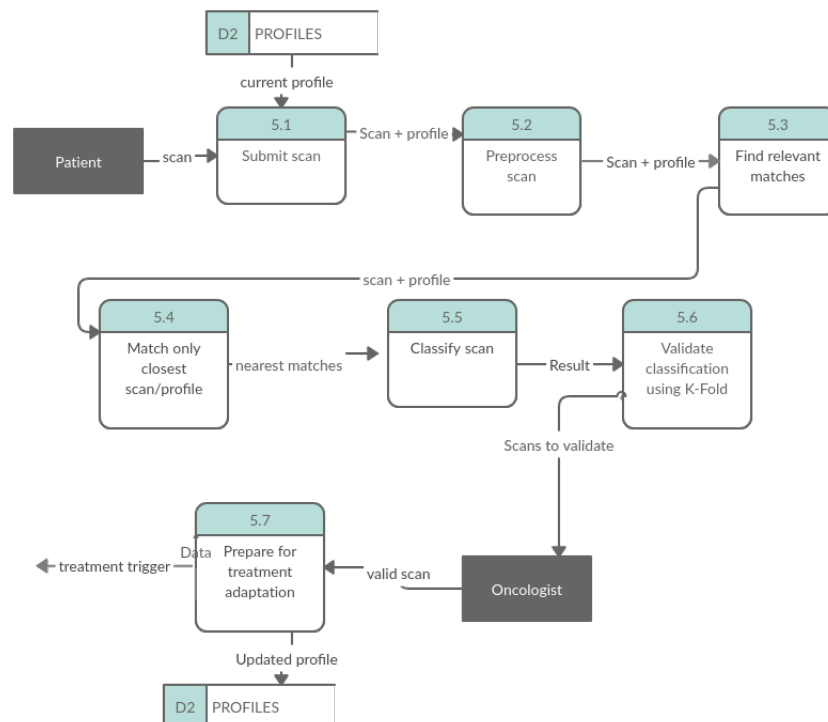 D2 PROFILES
current profile
5.1
Submit scan
Patient
scan
Scan + profile
5.2
Preprocess
scan
Scan + profile
5.3
Find relevant
matches
scan + profile
5.4
Match only
closest
scan/profile
nearest matches
5.5
Classify scan
Result
5.6
Validate
classification
using K-Fold
Scans to validate
5.7
Data
Prepare for
treatment
adaptation
treatment trigger
valid scan
Oncologist
Updated profile
D2 PROFILES